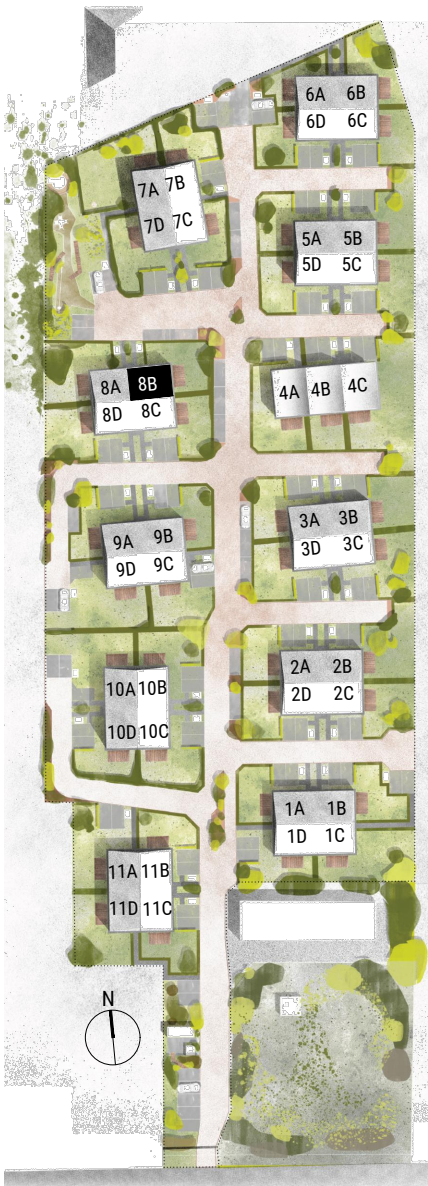 6A 6B
6D 6C
7A 7B
7D 7C
5A 5B
5D 5C
8A 8B
8D 8C
4A 4B 4C
3A 3B
3D 3C
9A 9B
9D 9C
2A 2B
2D 2C
10A 10B
10D 10C
1A 1B
1D 1C
11A 11B
11D 11C
N